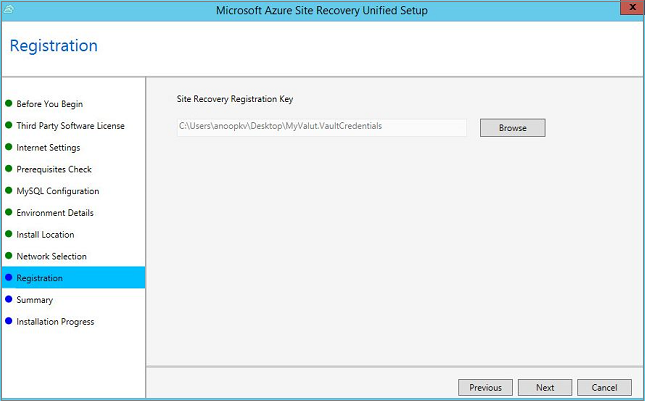 Microsoft Azure Site Recovery Unified Setup
x
Registration
Before You Begin
Third Party Software License
Internet Settings
Prerequisites Check
MySQL Configuration
Environment Details
Install Location
Network Selection
Registration
Summary
Installation Progress
Site Recovery Registration Key
C:\Users\anoopkv\Desktop\MyValut.VaultCredentials
Browse
Previous
Next
Cancel